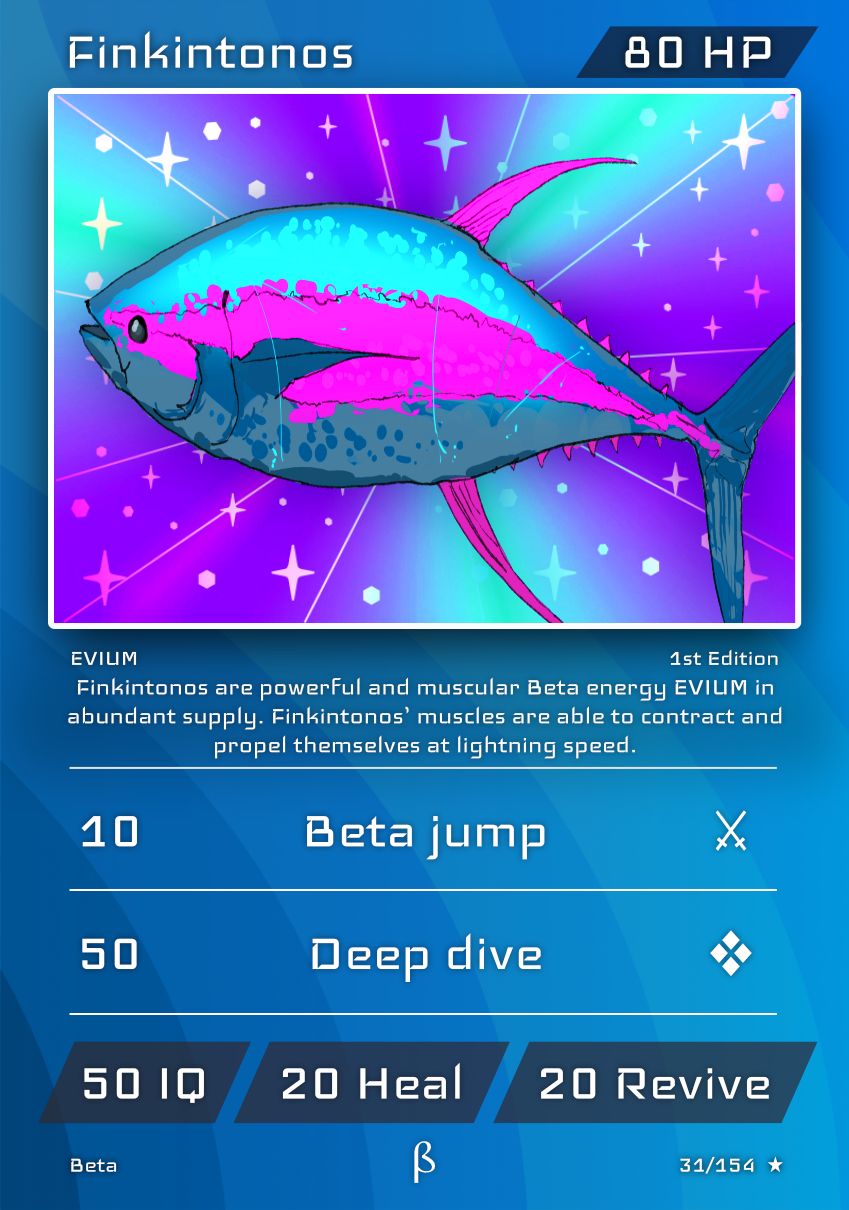 Finkintonos
80 HP
EVIUM
1st Edition
Finkintonos are powerful and muscular Beta energy EVIUM in
abundant supply. Finkintonos’ muscles are able to contract and
propel themselves at lightning speed.
10 Beta jump
50 Deep dive
50 IQ
20 Heal
20 Revive
Beta
β
31/154 ★